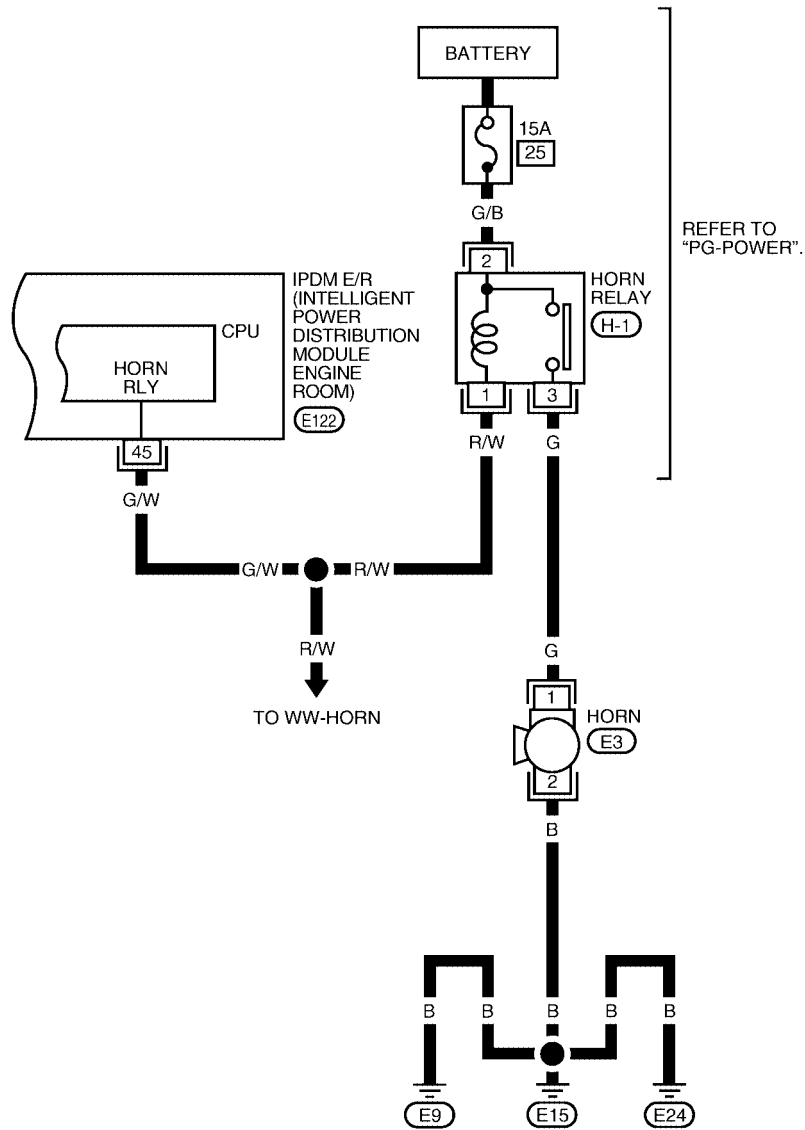 BATTERY
15A
25
G/B
REFER TO
“PG-POWER”.
2
IPDM E/R
(INTELLIGENT
POWER
DISTRIBUTION
MODULE
ENGINE
ROOM)
E122
HORN
RELAY
H-1
CPU
HORN
RLY
1
3
45
R/W
G
G/W
G/W
R/W
R/W
G
TO WW-HORN
1
HORN
E3
2
B
B
B
B
B
B
E9
E15
E24